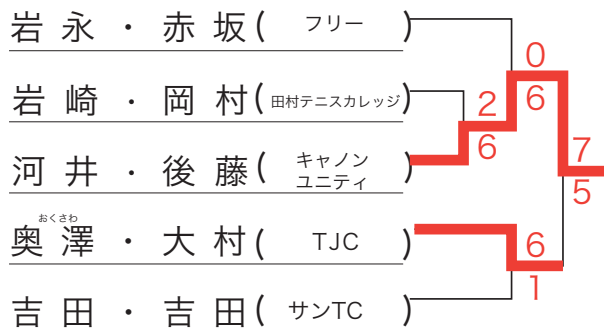 岩永・赤坂(フリー)
0
6
岩崎・岡村(田村テニスカレッジ)
2
6
河井・後藤(キャノン
ユニティ)
7
5
おくさわ
奥澤・大村(TJC)
6
1
吉田・吉田(サンTC)